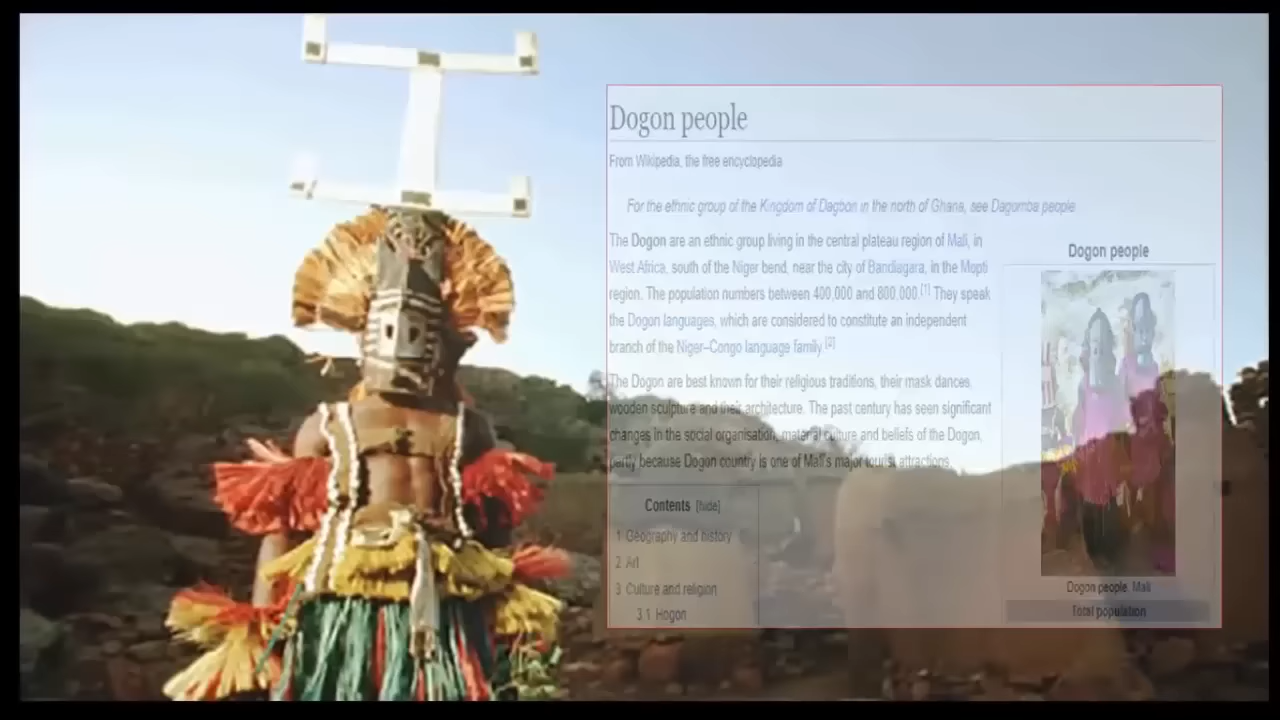 Dogon people
From Wikipedia, the free encyclopedia
For the ethnic group of the Kingdom of Dagbon in the north of Ghana, see Dagomba people
The Dogon are an ethnic group living in the central plateau region of Mali, in
West Africa, south of the Niger bend, near the city of Bandiagara, in the Mopti
region. The population numbers between 400,000 and 800,000.[1] They speak
the Dogon languages, which are considered to constitute an independent
branch of the Niger–Congo language family.[2]
The Dogon are best known for their religious traditions, their mask dances,
wooden sculpture and their architecture. The past century has seen significant
changes in the social organisation, material culture and beliefs of the Dogon,
partly because Dogon country is one of Mali's major tourist attractions.
Contents [hide]
1 Geography and history
2 Art
3 Culture and religion
3.1 Hogon
Dogon people
Dogon people, Mali
Total population